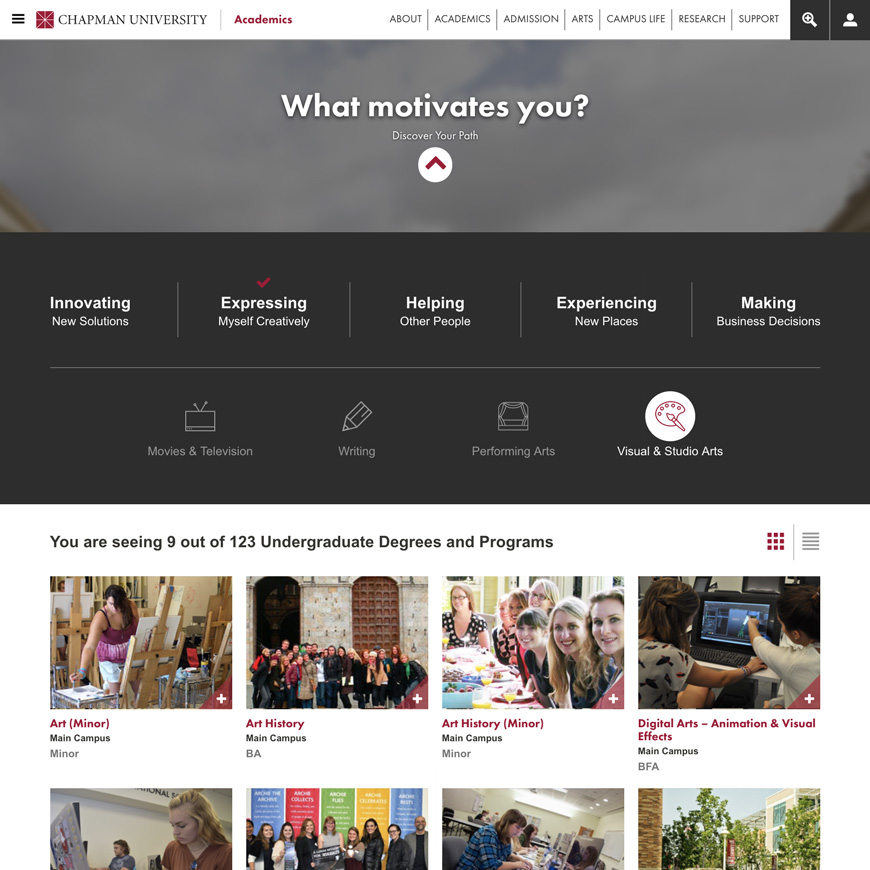 CHAPMAN UNIVERSITY
Academics
ABOUT
ACADEMICS
ADMISSION
ARTS
CAMPUS LIFE
RESEARCH
SUPPORT
What motivates you?
Discover Your Path
Innovating
New Solutions
Expressing
Myself Creatively
Helping
Other People
Experiencing
New Places
Making
Business Decisions
Movies & Television
Writing
Performing Arts
Visual & Studio Arts
You are seeing 9 out of 123 Undergraduate Degrees and Programs
Art (Minor)
Main Campus
Minor
Art History
Main Campus
BA
Art History (Minor)
Main Campus
Minor
Digital Arts – Animation & Visual
Effects
Main Campus
BFA
ARCHIE THE
ARCHIVE
ARCHIE
COLLECTS
ARCHIE
FLIES
ARCHIE
CELEBRATES
ARCHIE
RESTS